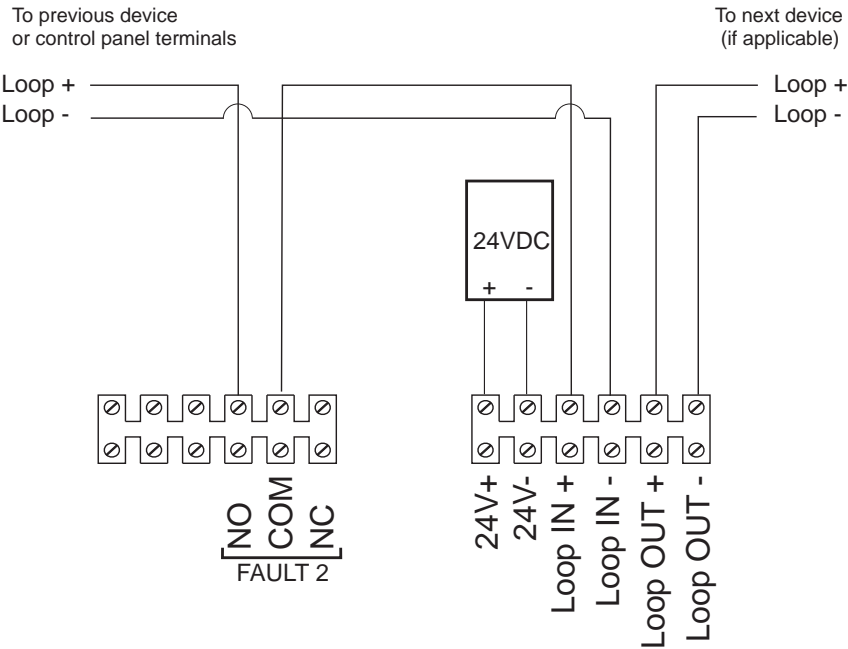 To previous device
or control panel terminals
To next device
(if applicable)
Loop +
Loop -
Loop +
Loop -
24VDC
+ -
NO
COM
NC
FAULT 2
24V+
24V-
Loop IN +
Loop IN -
Loop OUT +
Loop OUT -